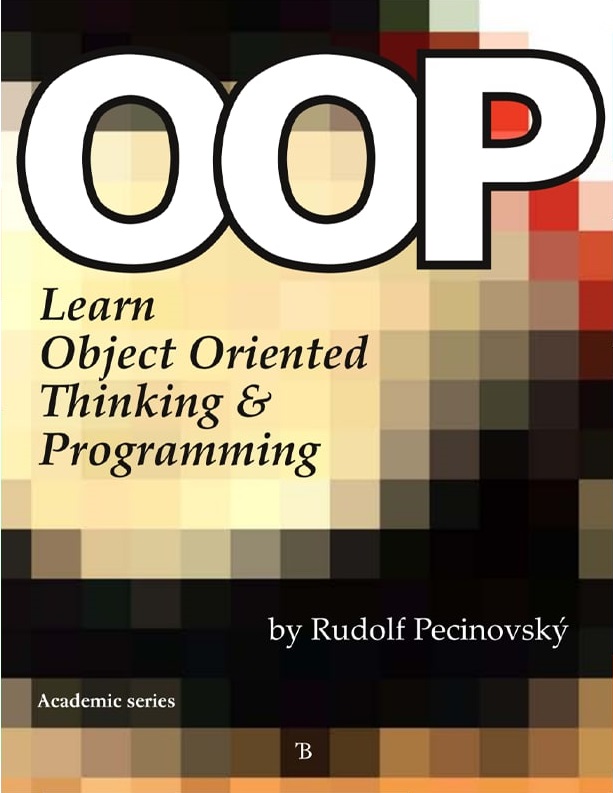 OOP
Learn
Object Oriented
Thinking &
Programming
by Rudolf Pecinovský
Academic series
B